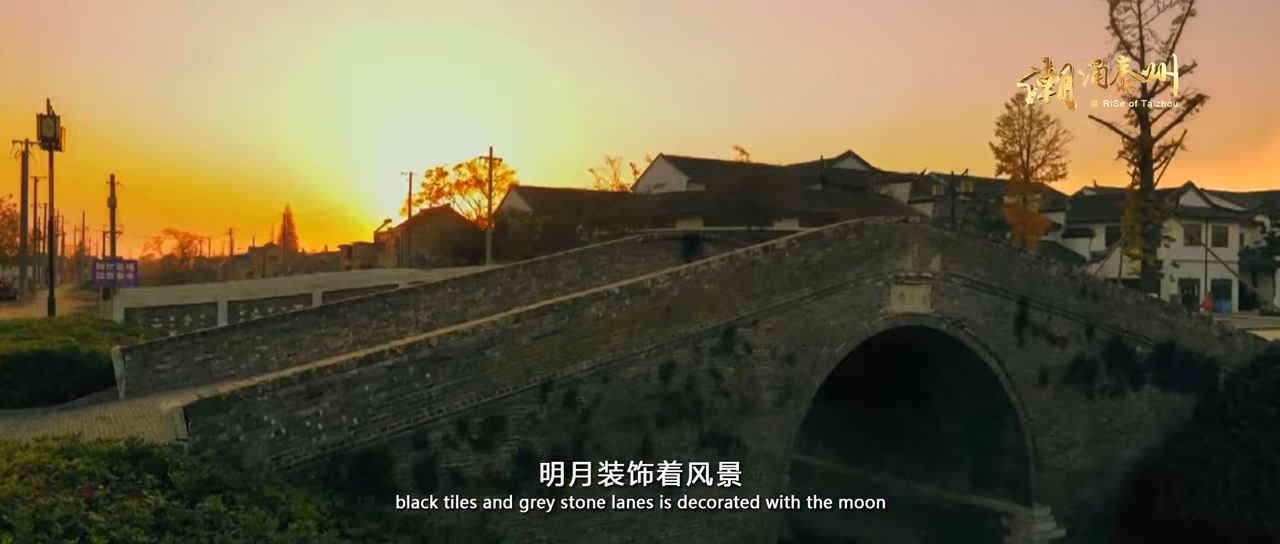 潮涌泰州
RiSe of Taizhou
明月装饰着风景
black tiles and grey stone lanes is decorated with the moon